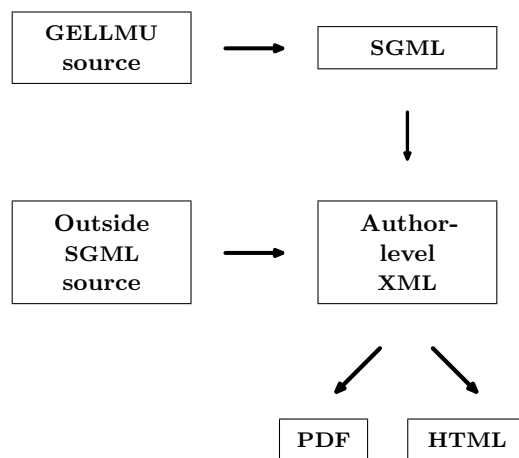 GELLMU
source
SGML
Outside
SGML
source
Author-
level
XML
PDF
HTML